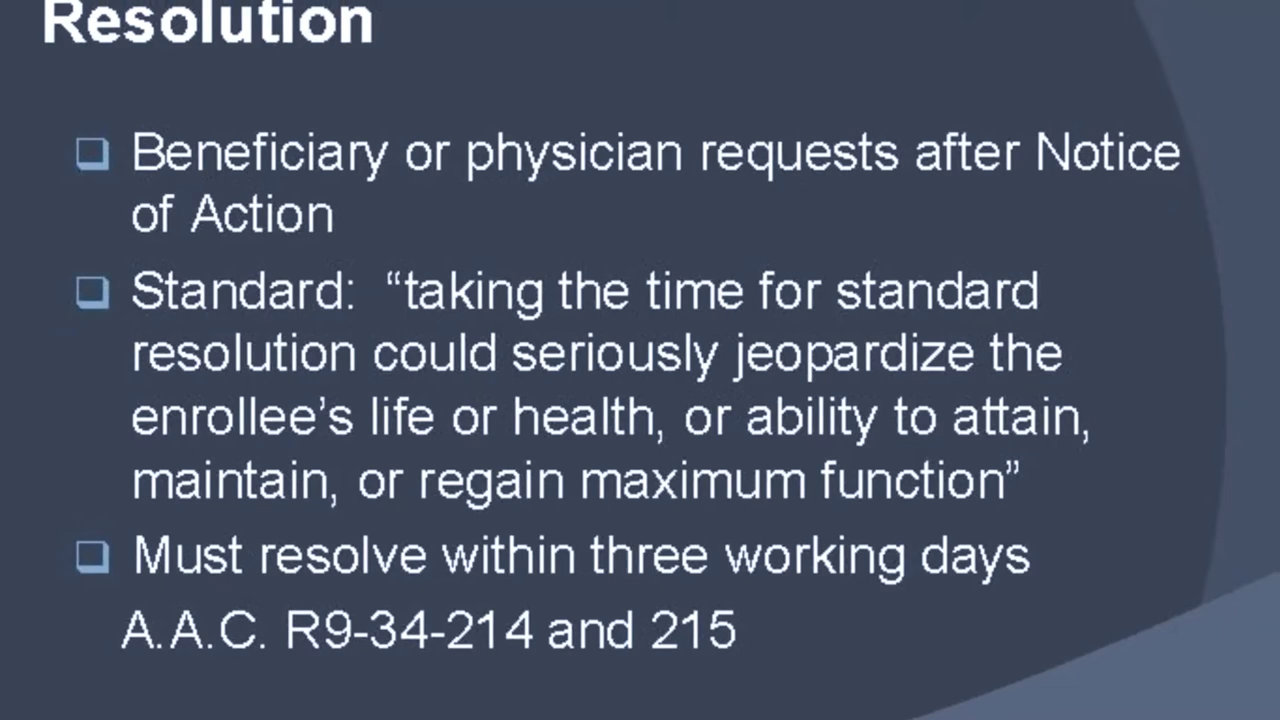 Resolution
Beneficiary or physician requests after Notice
of Action
Standard:  “taking the time for standard
resolution could seriously jeopardize the
enrollee’s life or health, or ability to attain,
maintain, or regain maximum function”
Must resolve within three working days
A.A.C. R9-34-214 and 215